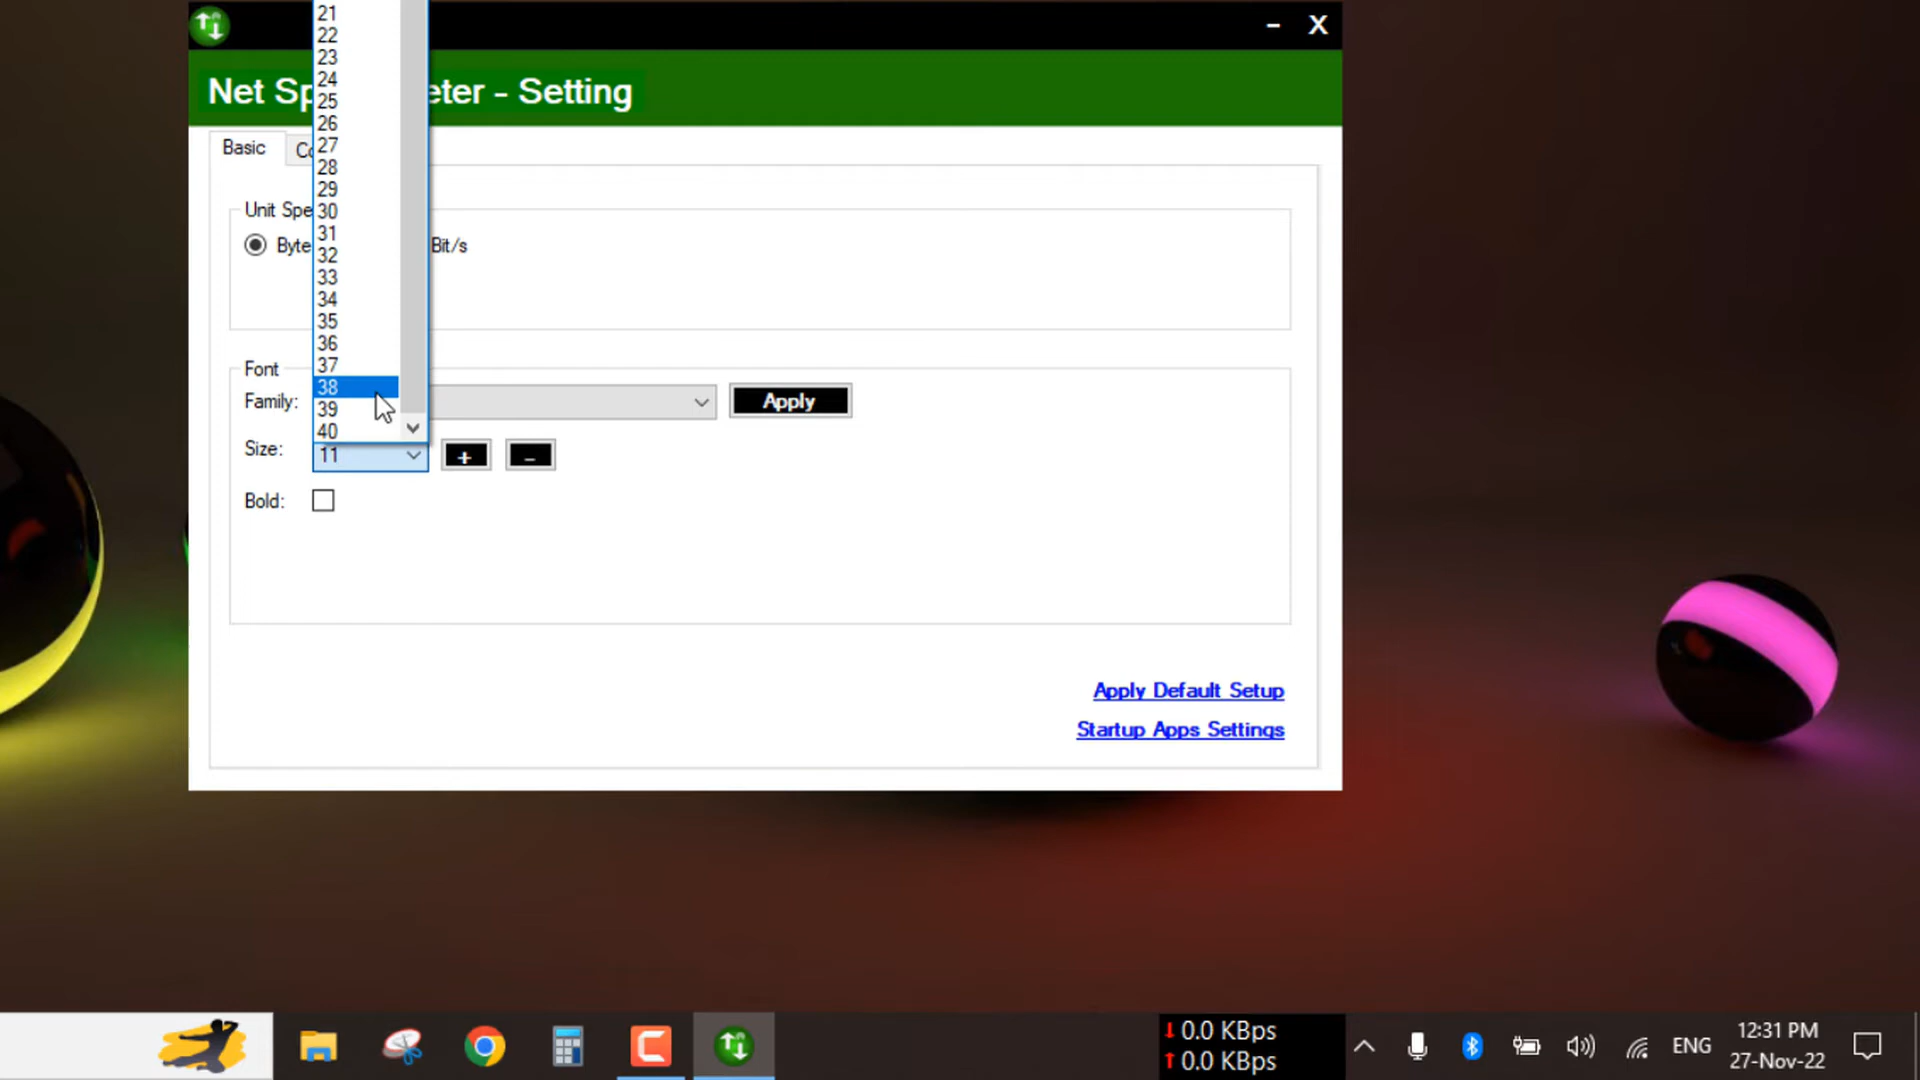 21
22
23
24
25
26
27
28
29
30
31
32
33
34
35
36
37
38
39
40
– X
Net Sp eter - Setting
Basic Co
Unit Spe
Byte Bit/s
Font
Family: Apply
Size: 11 + -
Bold:
Apply Default Setup
Startup Apps Settings
0.0 KBps
0.0 KBps
ENG
12:31 PM
27-Nov-22